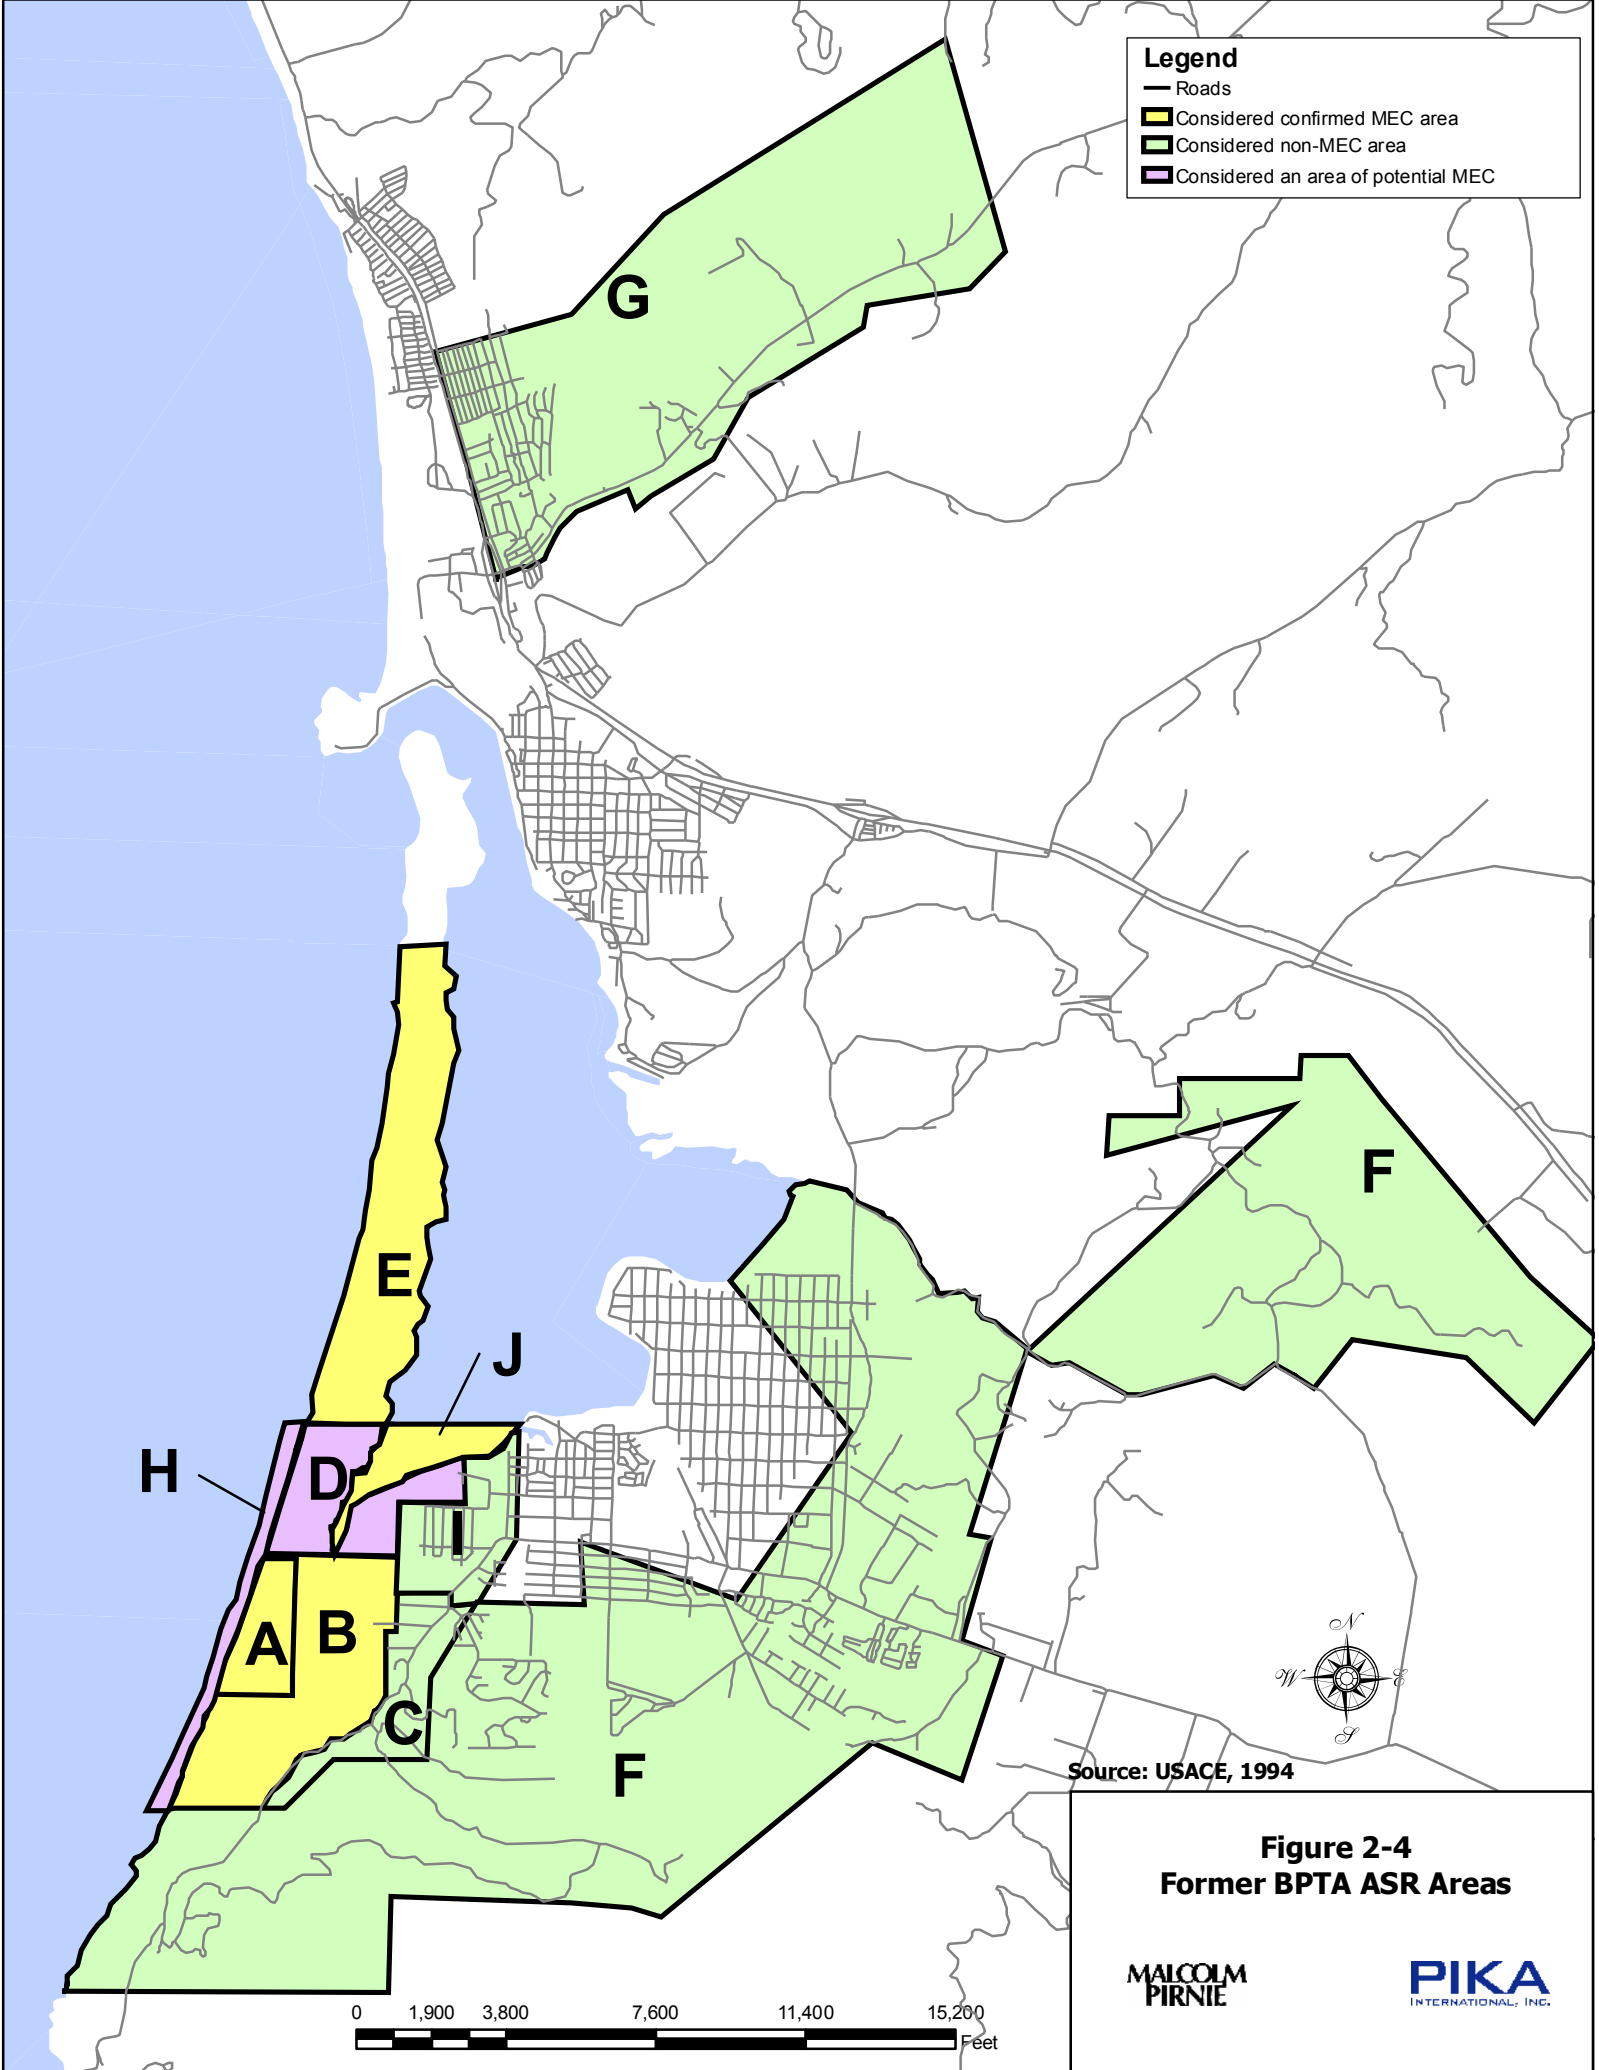 Legend
Roads
Considered confirmed MEC area
Considered non-MEC area
Considered an area of potential MEC
G
F
E
J
H
D
I
A
B
C
F
N
W
E
S
Source: USACE, 1994
Figure 2-4
Former BPTA ASR Areas
MALCOLM
PIRNIE
PIKA
INTERNATIONAL, INC.
0 1,900 3,800 7,600 11,400 15,200
Feet